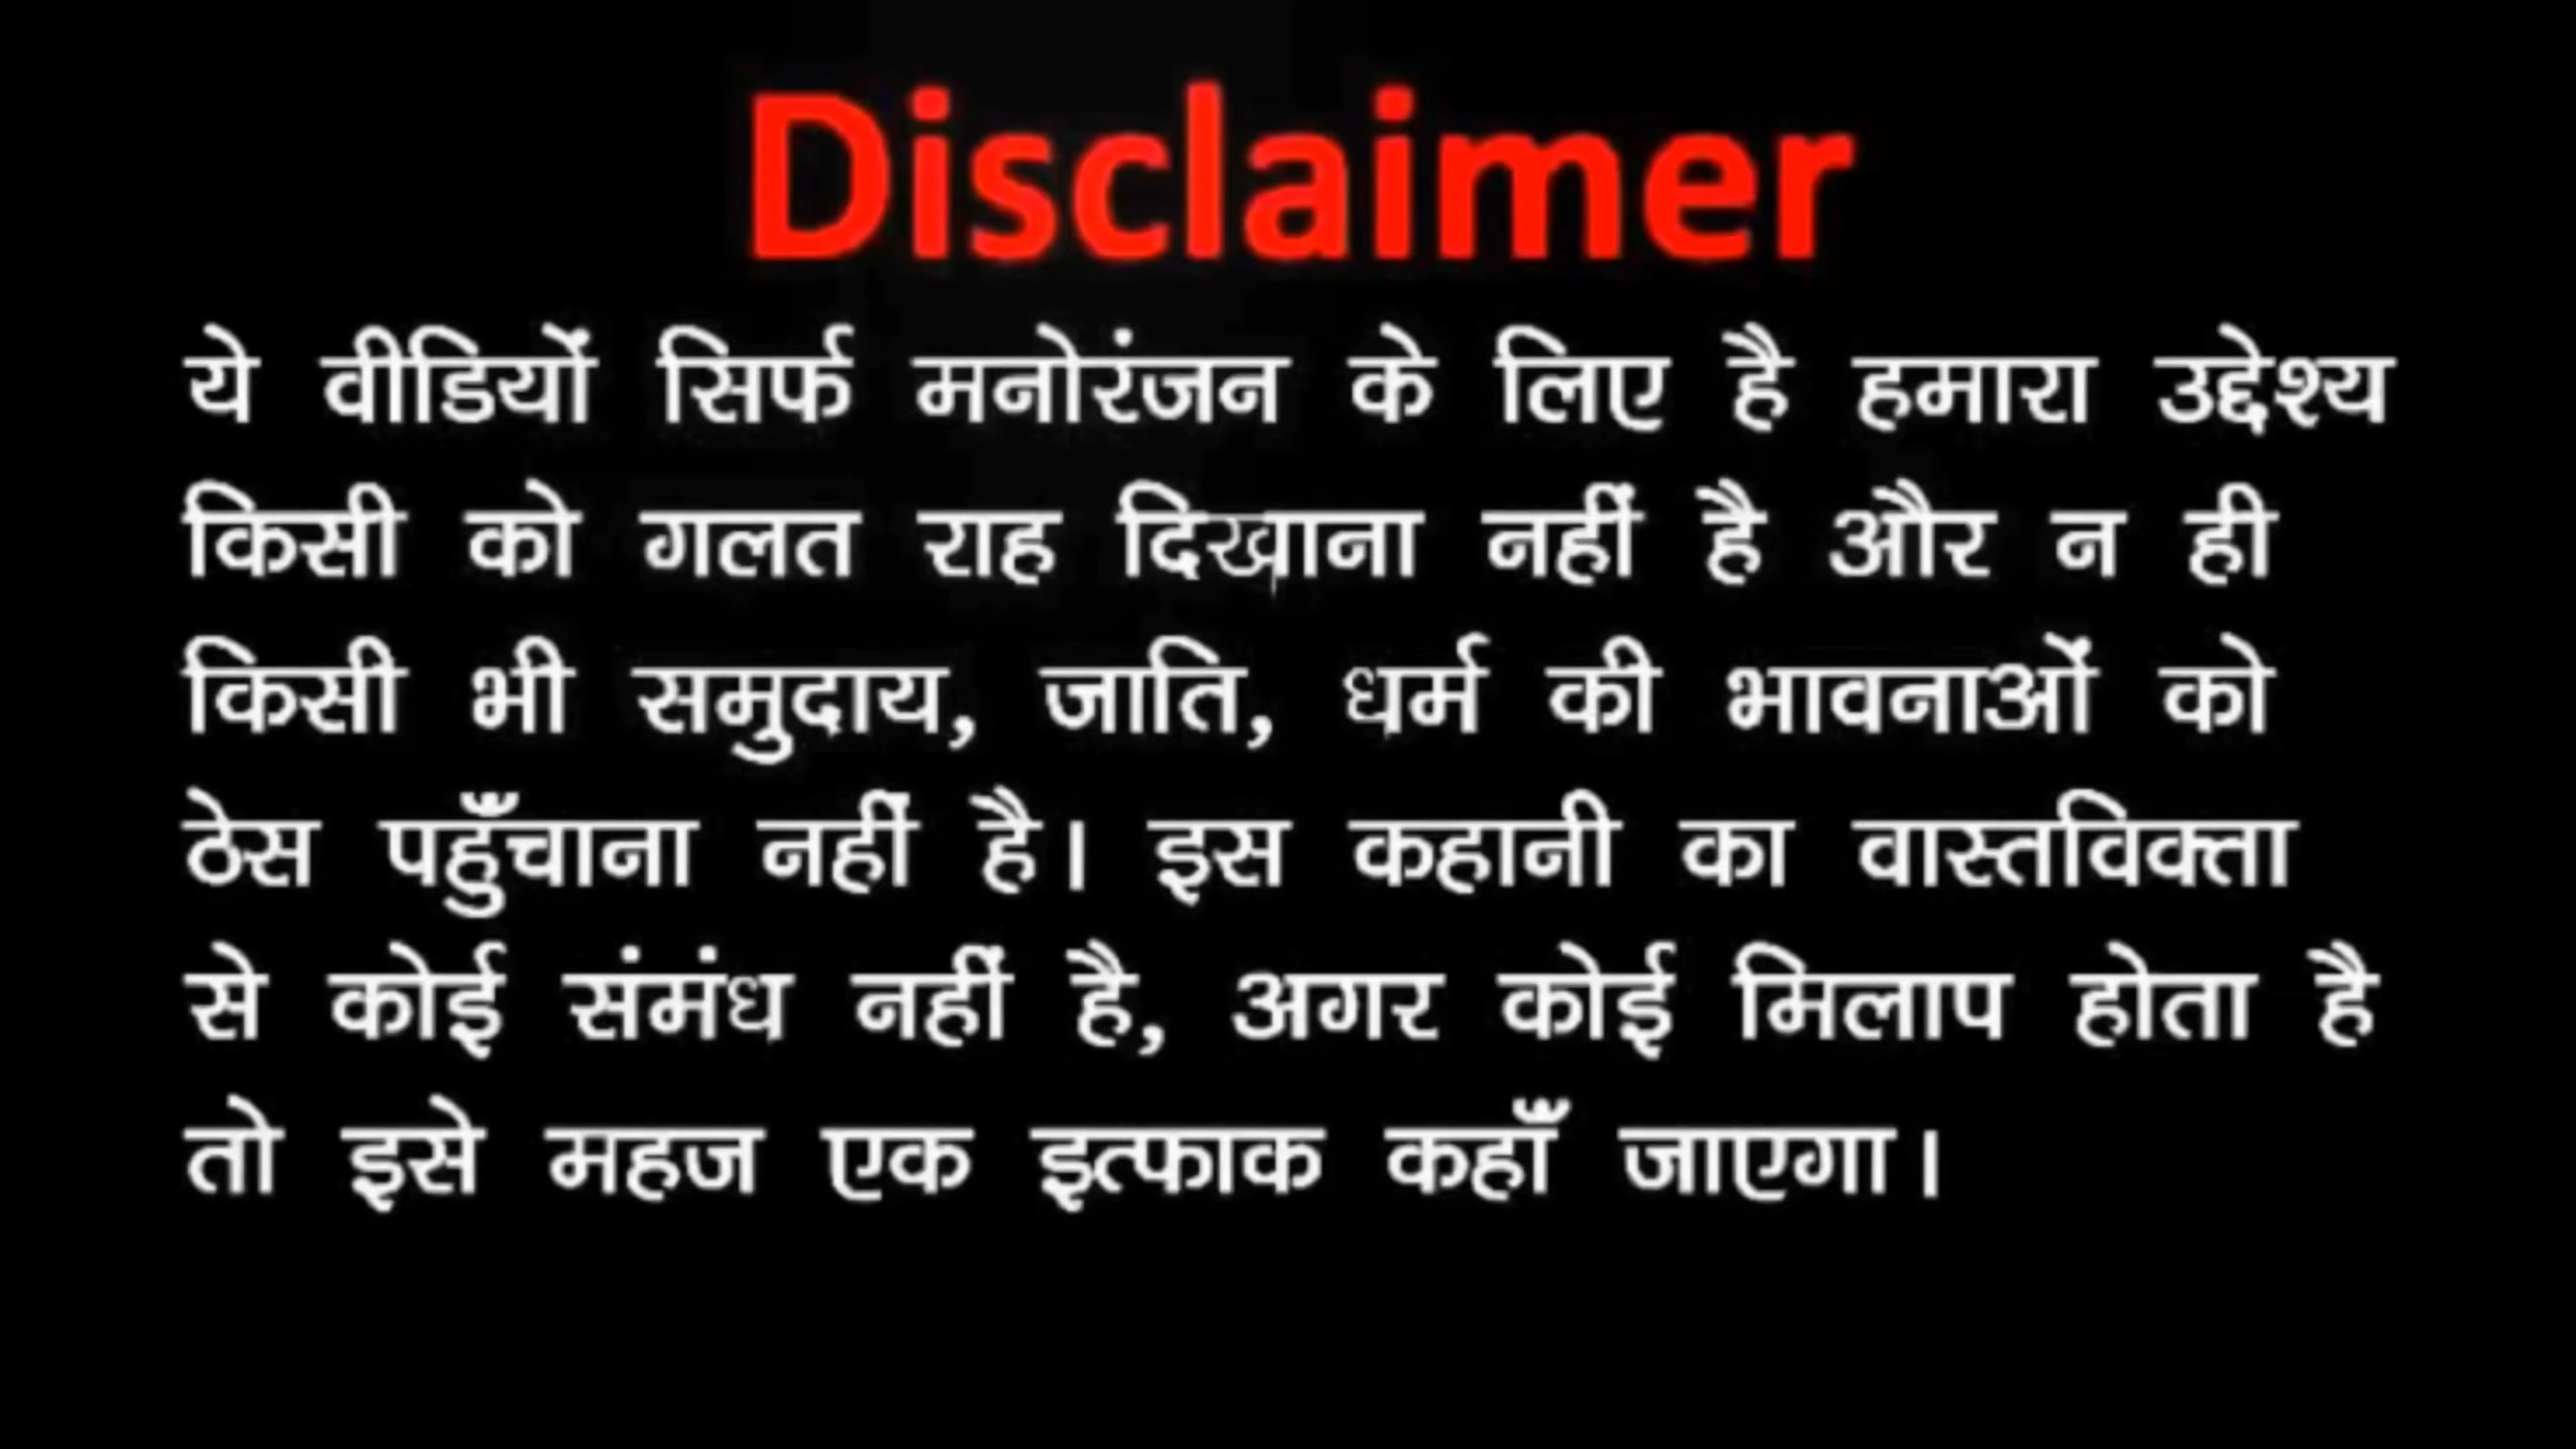 Disclaimer
ये वीडियों सिर्फ मनोरंजन के लिए है हमारा उद्देश्य
किसी को गलत राह दिखाना नहीं है और न ही
किसी भी समुदाय, जाति, धर्म की भावनाओं को
ठेस पहुँचाना नहीं है। इस कहानी का वास्तविक्ता
से कोई संमंध नहीं है, अगर कोई मिलाप होता है
तो इसे महज एक इत्फाक कहाँ जाएगा।